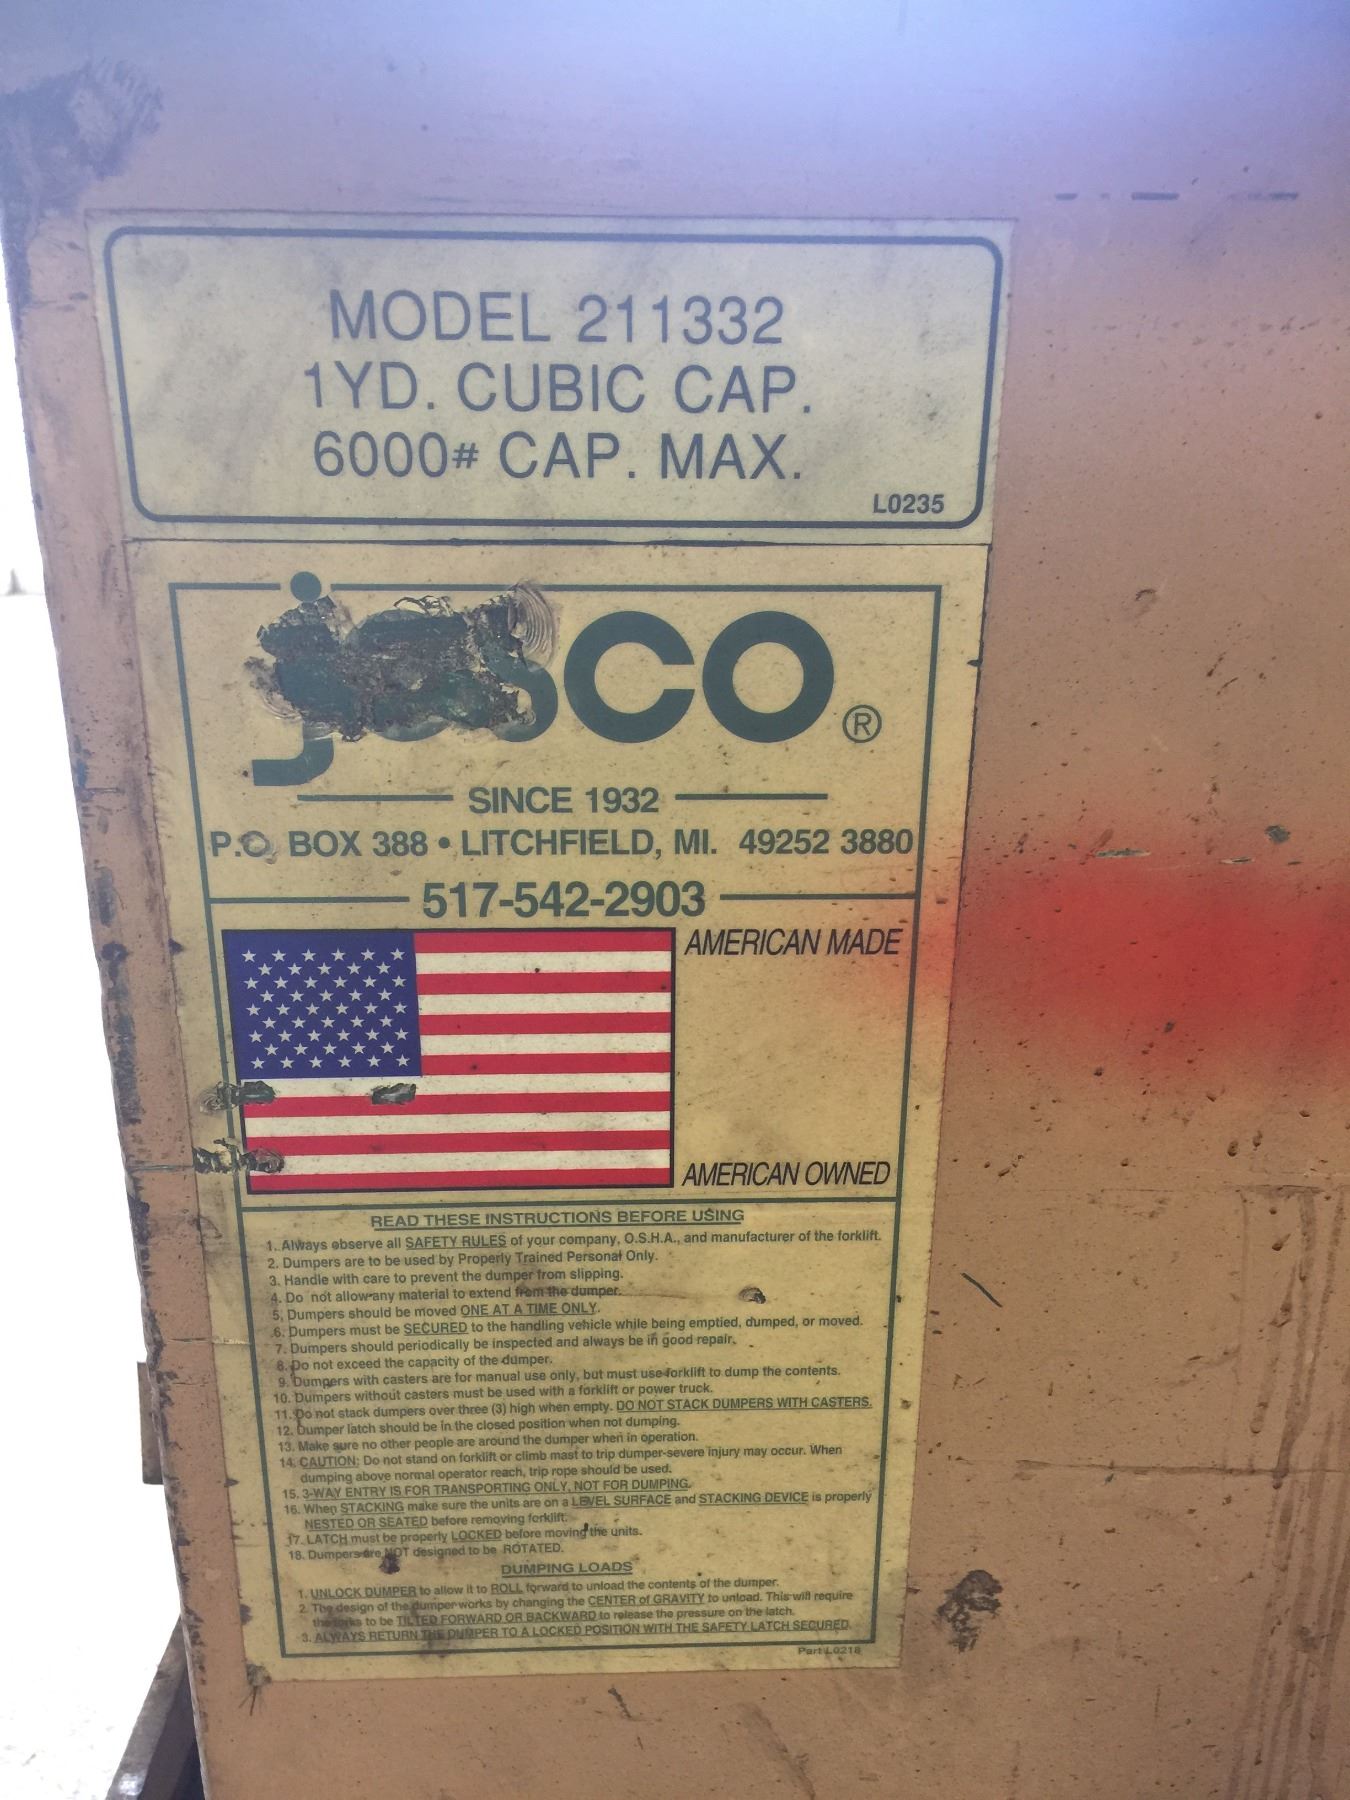 MODEL 211332
1YD. CUBIC CAP.
6000# CAP. MAX.
L0235
jesco ®
SINCE 1932
P.O. BOX 388 • LITCHFIELD, MI. 49252 3880
517-542-2903
AMERICAN MADE
AMERICAN OWNED
READ THESE INSTRUCTIONS BEFORE USING
1. Always observe all SAFETY RULES of your company, O.S.H.A., and manufacturer of the forklift.
2. Dumpers are to be used by Properly Trained Personal Only.
3. Handle with care to prevent the dumper from slipping.
4. Do not allow any material to extend from the dumper.
5. Dumpers should be moved ONE AT A TIME ONLY.
6. Dumpers must be SECURED to the handling vehicle while being emptied, dumped, or moved.
7. Dumpers should periodically be inspected and always be in good repair.
8. Do not exceed the capacity of the dumper.
9. Dumpers with casters are for manual use only, but must use forklift to dump the contents.
10. Dumpers without casters must be used with a forklift or power truck.
11. Do not stack dumpers over three (3) high when empty. DO NOT STACK DUMPERS WITH CASTERS.
12. Dumper latch should be in the closed position when not dumping.
13. Make sure no other people are around the dumper when in operation.
14. CAUTION: Do not stand on forklift or climb mast to trip dumper-severe injury may occur. When
dumping above normal operator reach, trip rope should be used.
15. 3-WAY ENTRY IS FOR TRANSPORTING ONLY, NOT FOR DUMPING.
16. When STACKING make sure the units are on a LEVEL SURFACE and STACKING DEVICE is properly
NESTED OR SEATED before removing forklift.
17. LATCH must be properly LOCKED before moving the units.
18. Dumpers are NOT designed to be ROTATED.
DUMPING LOADS
1. UNLOCK DUMPER to allow it to ROLL forward to unload the contents of the dumper.
2. The design of the dumper works by changing the CENTER of GRAVITY to unload. This will require
the forks to be TILTED FORWARD OR BACKWARD to release the pressure on the latch.
3. ALWAYS RETURN THE DUMPER TO A LOCKED POSITION WITH THE SAFETY LATCH SECURED.
Part L0218